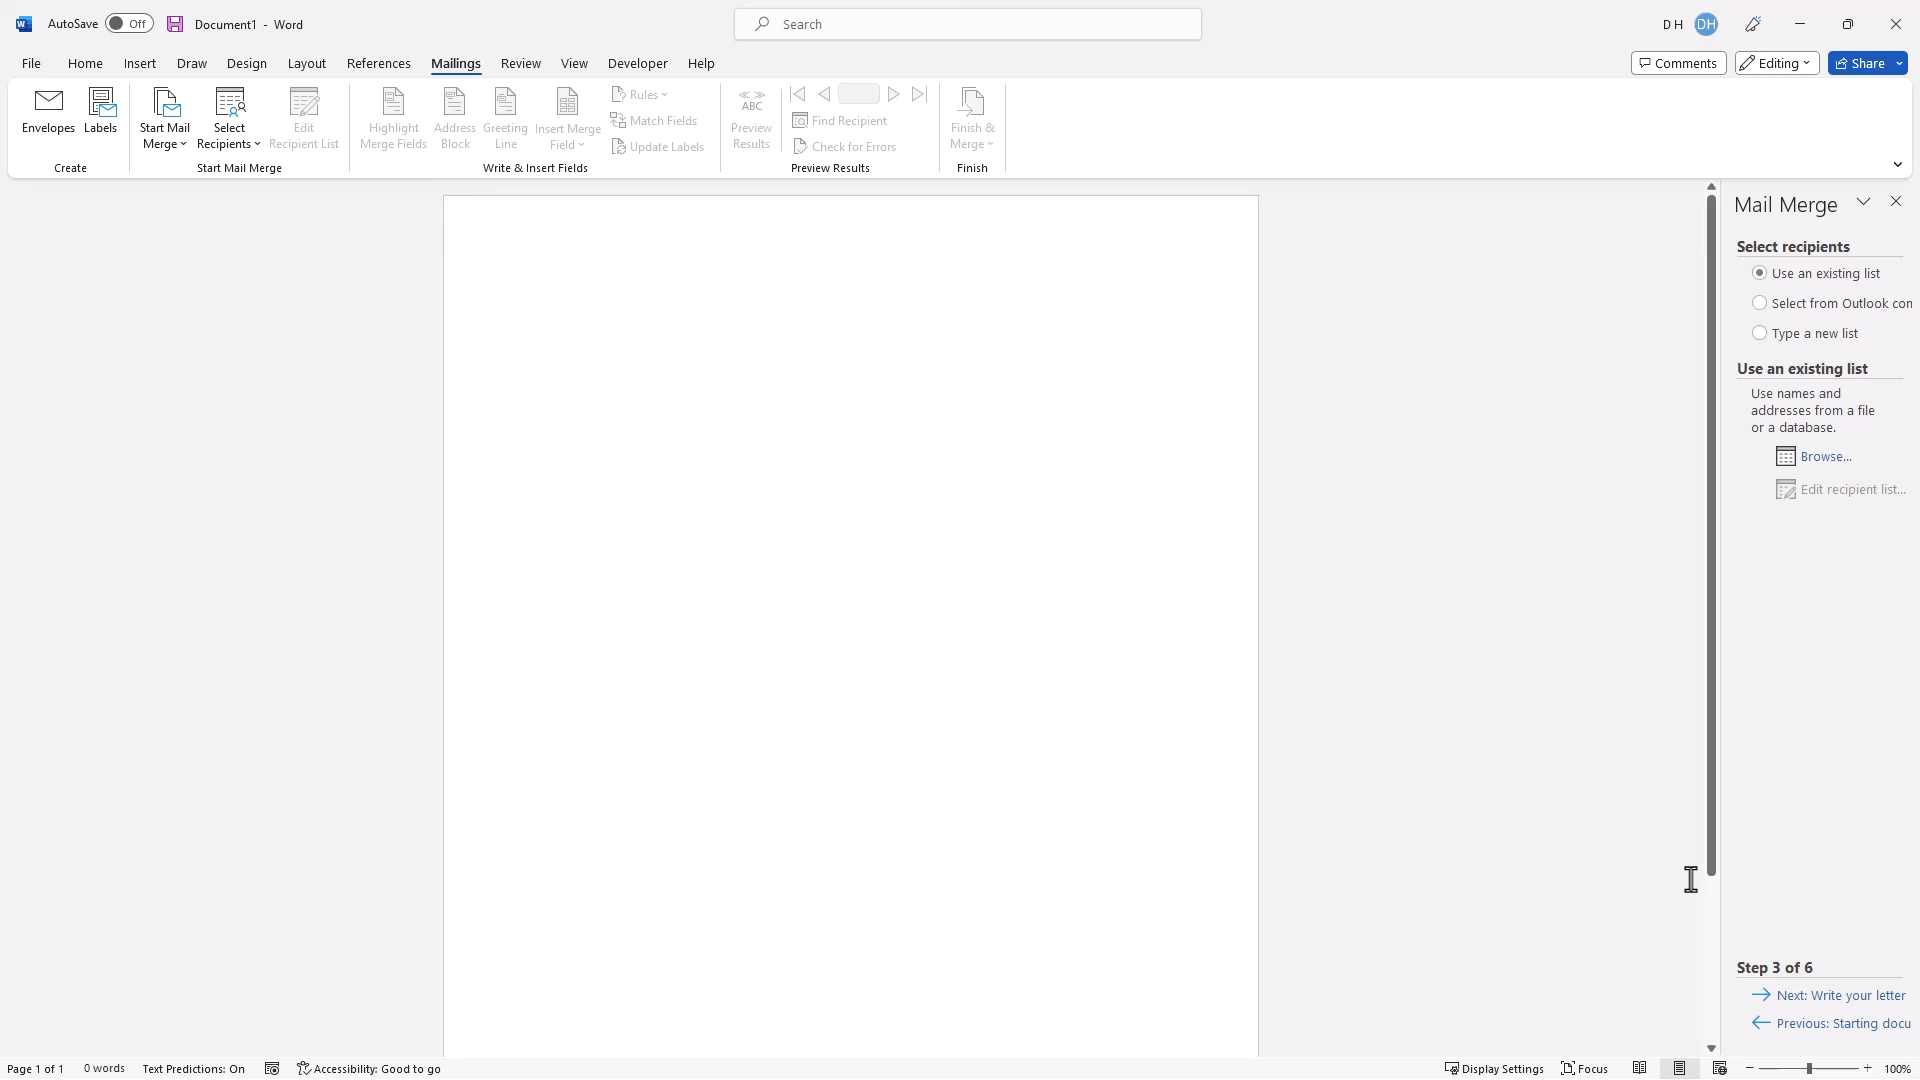 AutoSave Off Document1 - Word
Search
D H DH
File Home Insert Draw Design Layout References Mailings Review View Developer Help
Comments Editing Share
Envelopes
Labels
Start Mail
Merge
Select
Recipients
Edit
Recipient List
Highlight
Merge Fields
Address
Block
Greeting
Line
Insert Merge
Field
Rules
Match Fields
Update Labels
ABC
Preview
Results
Find Recipient
Check for Errors
Finish &
Merge
Create
Start Mail Merge
Write & Insert Fields
Preview Results
Finish
Mail Merge
Select recipients
Use an existing list
Select from Outlook con
Type a new list
Use an existing list
Use names and
addresses from a file
or a database.
Browse...
Edit recipient list...
Step 3 of 6
Next: Write your letter
Previous: Starting docu
Page 1 of 1 0 words Text Predictions: On Accessibility: Good to go
Display Settings Focus 100%